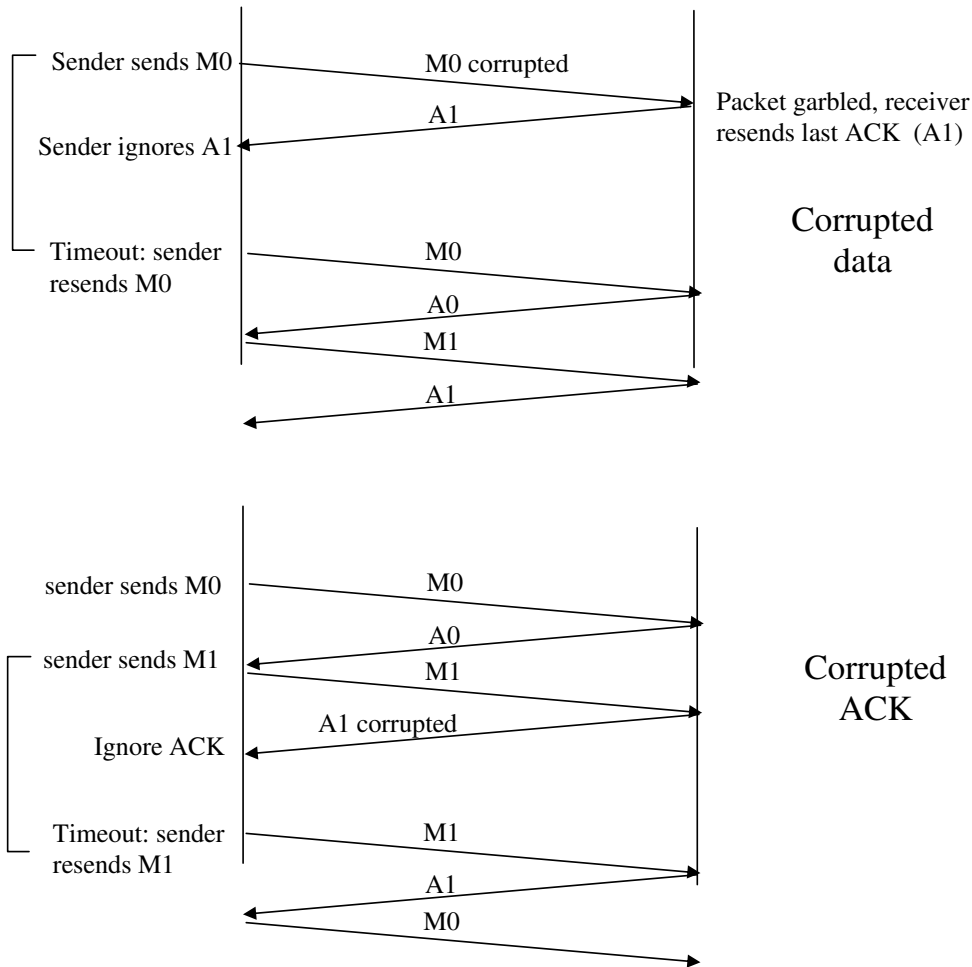 Sender sends M0
M0 corrupted
Packet garbled, receiver
resends last ACK (A1)
A1
Sender ignores A1
Corrupted
data
Timeout: sender
resends M0
M0
A0
M1
A1
sender sends M0
M0
A0
sender sends M1
M1
Corrupted
ACK
A1 corrupted
Ignore ACK
Timeout: sender
resends M1
M1
A1
M0